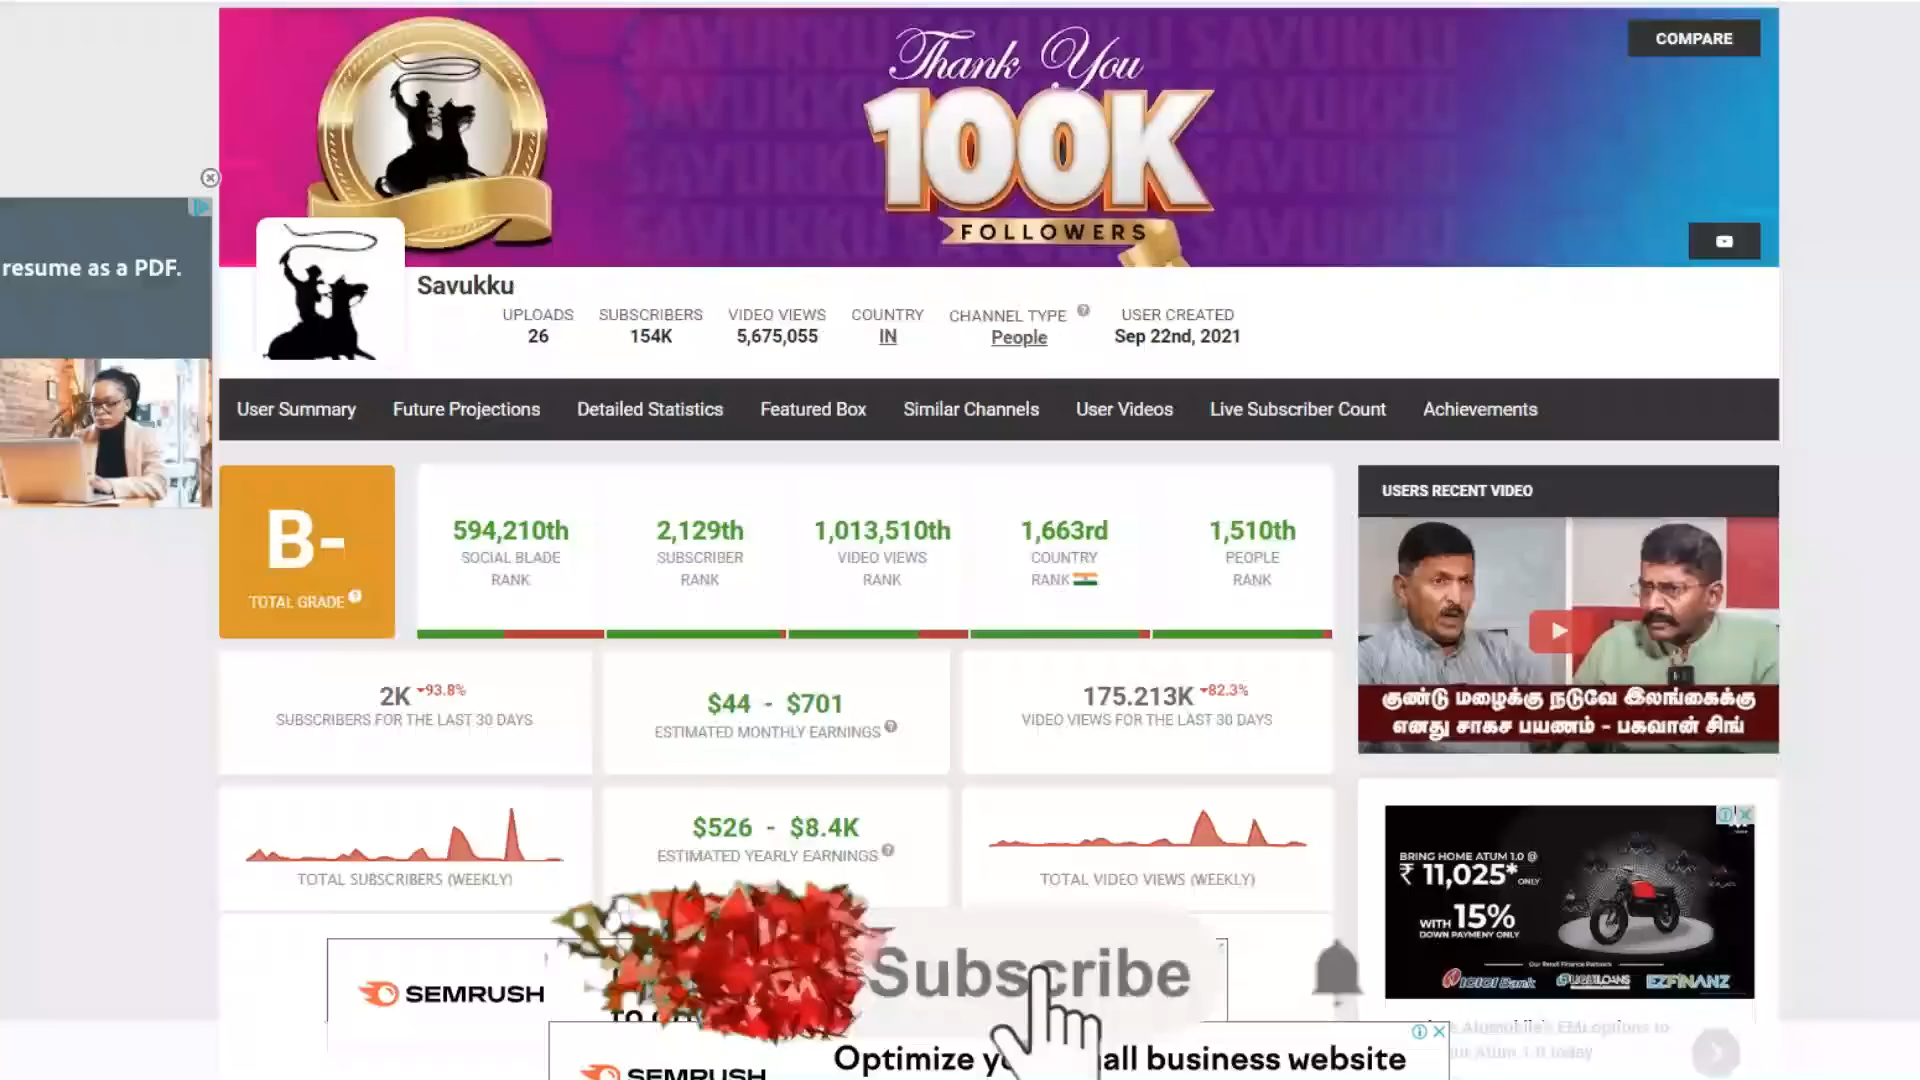 Thank You
100K
FOLLOWERS
COMPARE
resume as a PDF.
Savukku
UPLOADS
26
SUBSCRIBERS
154K
VIDEO VIEWS
5,675,055
COUNTRY
IN
CHANNEL TYPE
People
USER CREATED
Sep 22nd, 2021
User Summary
Future Projections
Detailed Statistics
Featured Box
Similar Channels
User Videos
Live Subscriber Count
Achievements
B-
TOTAL GRADE
594,210th
SOCIAL BLADE
RANK
2,129th
SUBSCRIBER
RANK
1,013,510th
VIDEO VIEWS
RANK
1,663rd
COUNTRY
RANK
1,510th
PEOPLE
RANK
USERS RECENT VIDEO
குண்டு மழைக்கு நடுவே இலங்கைக்கு
எனது சாகச பயணம் - பகவான் சிங்
2K 93.8%
SUBSCRIBERS FOR THE LAST 30 DAYS
$44 - $701
ESTIMATED MONTHLY EARNINGS
175.213K 82.3%
VIDEO VIEWS FOR THE LAST 30 DAYS
TOTAL SUBSCRIBERS (WEEKLY)
$526 - $8.4K
ESTIMATED YEARLY EARNINGS
TOTAL VIDEO VIEWS (WEEKLY)
BRING HOME ATUM 1.0 @
₹ 11,025* ONLY
WITH 15%
DOWN PAYMENT ONLY
Our Retail Finance Partners
ICICI Bank
EZFINANZ
SEMRUSH
Subscribe
SEMRUSH
Optimize
business website